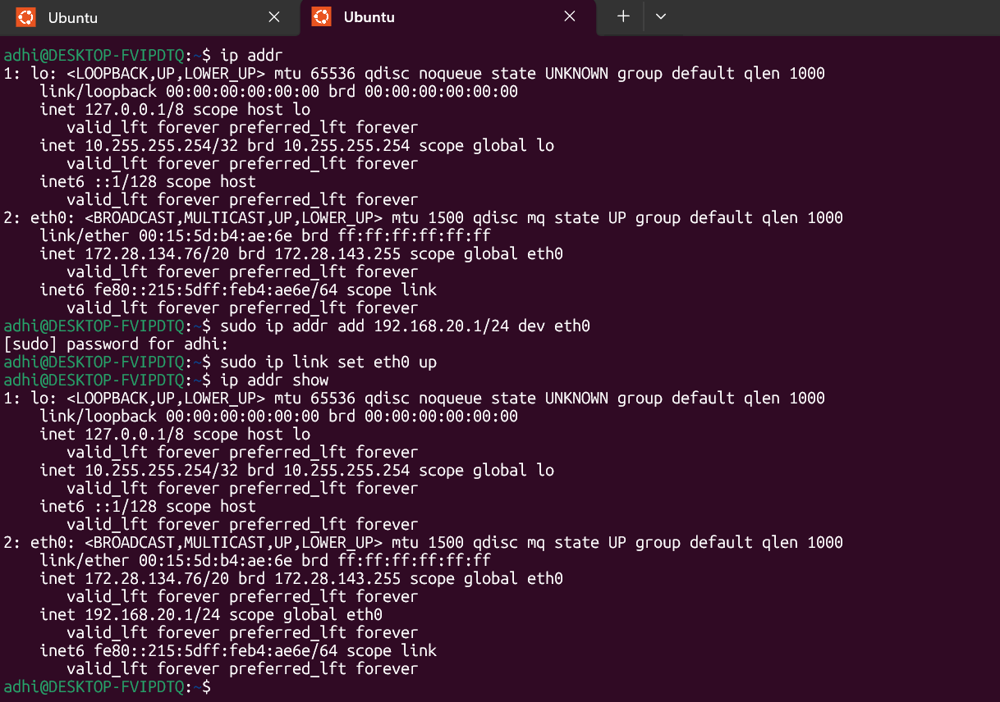 Ubuntu
Ubuntu
adhi@DESKTOP-FVIPDTQ:~$ ip addr
1: lo: <LOOPBACK,UP,LOWER_UP> mtu 65536 qdisc noqueue state UNKNOWN group default qlen 1000
    link/loopback 00:00:00:00:00:00 brd 00:00:00:00:00:00
    inet 127.0.0.1/8 scope host lo
       valid_lft forever preferred_lft forever
    inet 10.255.255.254/32 brd 10.255.255.254 scope global lo
       valid_lft forever preferred_lft forever
    inet6 ::1/128 scope host
       valid_lft forever preferred_lft forever
2: eth0: <BROADCAST,MULTICAST,UP,LOWER_UP> mtu 1500 qdisc mq state UP group default qlen 1000
    link/ether 00:15:5d:b4:ae:6e brd ff:ff:ff:ff:ff:ff
    inet 172.28.134.76/20 brd 172.28.143.255 scope global eth0
       valid_lft forever preferred_lft forever
    inet6 fe80::215:5dff:feb4:ae6e/64 scope link
       valid_lft forever preferred_lft forever
adhi@DESKTOP-FVIPDTQ:~$ sudo ip addr add 192.168.20.1/24 dev eth0
[sudo] password for adhi:
adhi@DESKTOP-FVIPDTQ:~$ sudo ip link set eth0 up
adhi@DESKTOP-FVIPDTQ:~$ ip addr show
1: lo: <LOOPBACK,UP,LOWER_UP> mtu 65536 qdisc noqueue state UNKNOWN group default qlen 1000
    link/loopback 00:00:00:00:00:00 brd 00:00:00:00:00:00
    inet 127.0.0.1/8 scope host lo
       valid_lft forever preferred_lft forever
    inet 10.255.255.254/32 brd 10.255.255.254 scope global lo
       valid_lft forever preferred_lft forever
    inet6 ::1/128 scope host
       valid_lft forever preferred_lft forever
2: eth0: <BROADCAST,MULTICAST,UP,LOWER_UP> mtu 1500 qdisc mq state UP group default qlen 1000
    link/ether 00:15:5d:b4:ae:6e brd ff:ff:ff:ff:ff:ff
    inet 172.28.134.76/20 brd 172.28.143.255 scope global eth0
       valid_lft forever preferred_lft forever
    inet 192.168.20.1/24 scope global eth0
       valid_lft forever preferred_lft forever
    inet6 fe80::215:5dff:feb4:ae6e/64 scope link
       valid_lft forever preferred_lft forever
adhi@DESKTOP-FVIPDTQ:~$